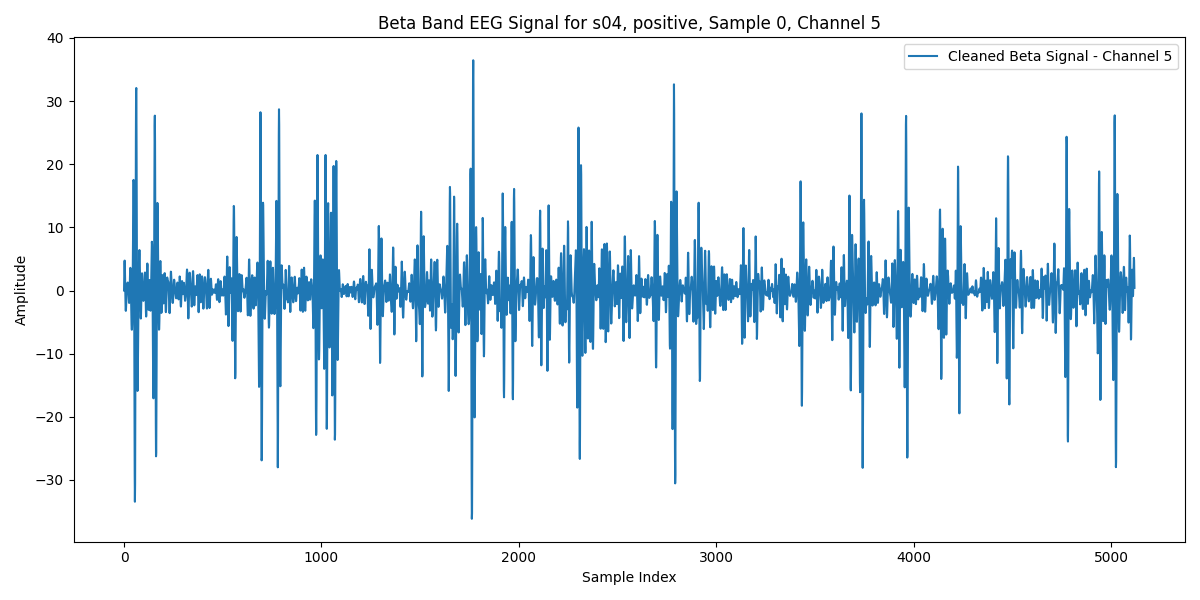 Beta Band EEG Signal for s04, positive, Sample 0, Channel 5
Cleaned Beta Signal - Channel 5
Amplitude
40
30
20
10
0
−10
−20
−30
0 1000 2000 3000 4000 5000
Sample Index